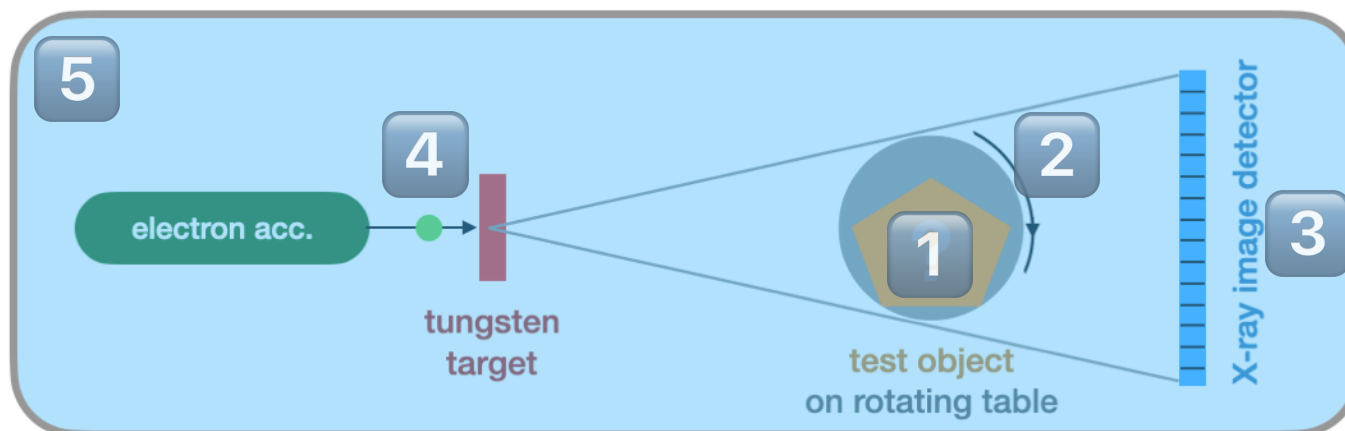 5
4
2
electron acc.
1
3
X-ray image detector
tungsten
target
test object
on rotating table